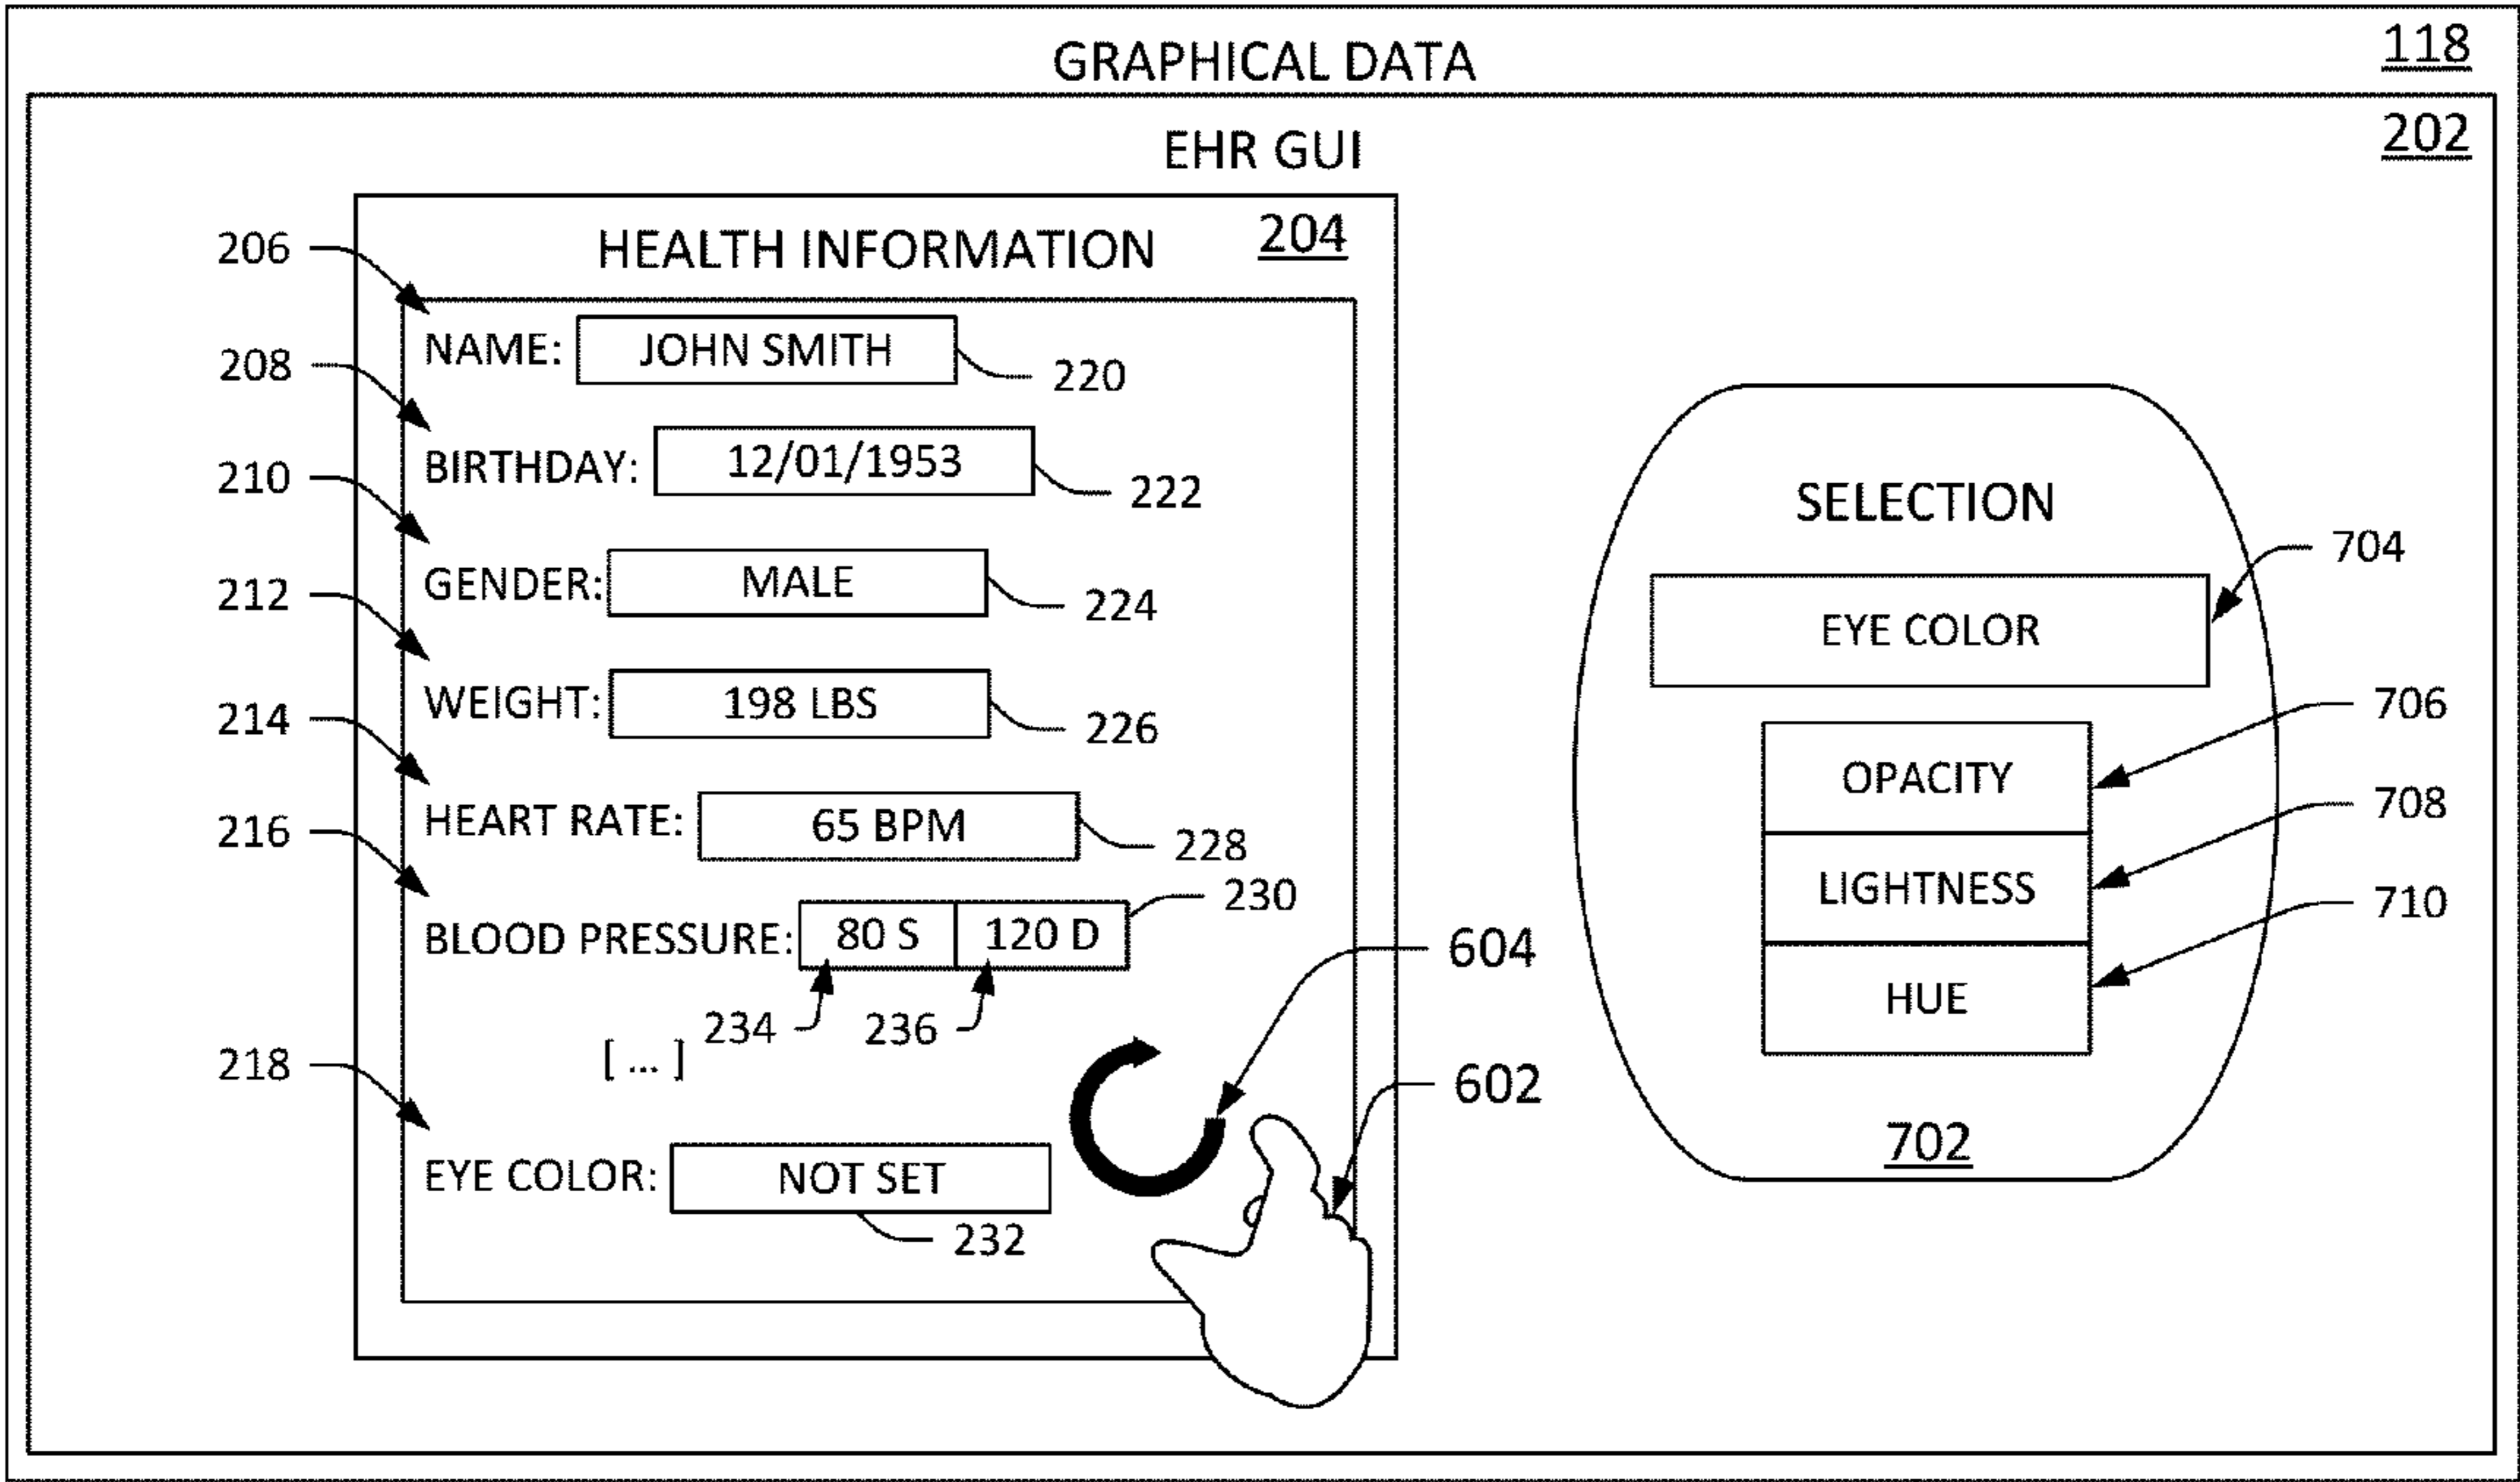 GRAPHICAL DATA 118
EHR GUI 202
HEALTH INFORMATION 204
206
NAME: JOHN SMITH 220
208
BIRTHDAY: 12/01/1953 222
210
GENDER: MALE 224
212
WEIGHT: 198 LBS 226
214
HEART RATE: 65 BPM 228
216
BLOOD PRESSURE: 80 S 120 D 230
234 236
[ ... ]
218
EYE COLOR: NOT SET
232
604
602
SELECTION
EYE COLOR 704
OPACITY 706
LIGHTNESS 708
HUE 710
702